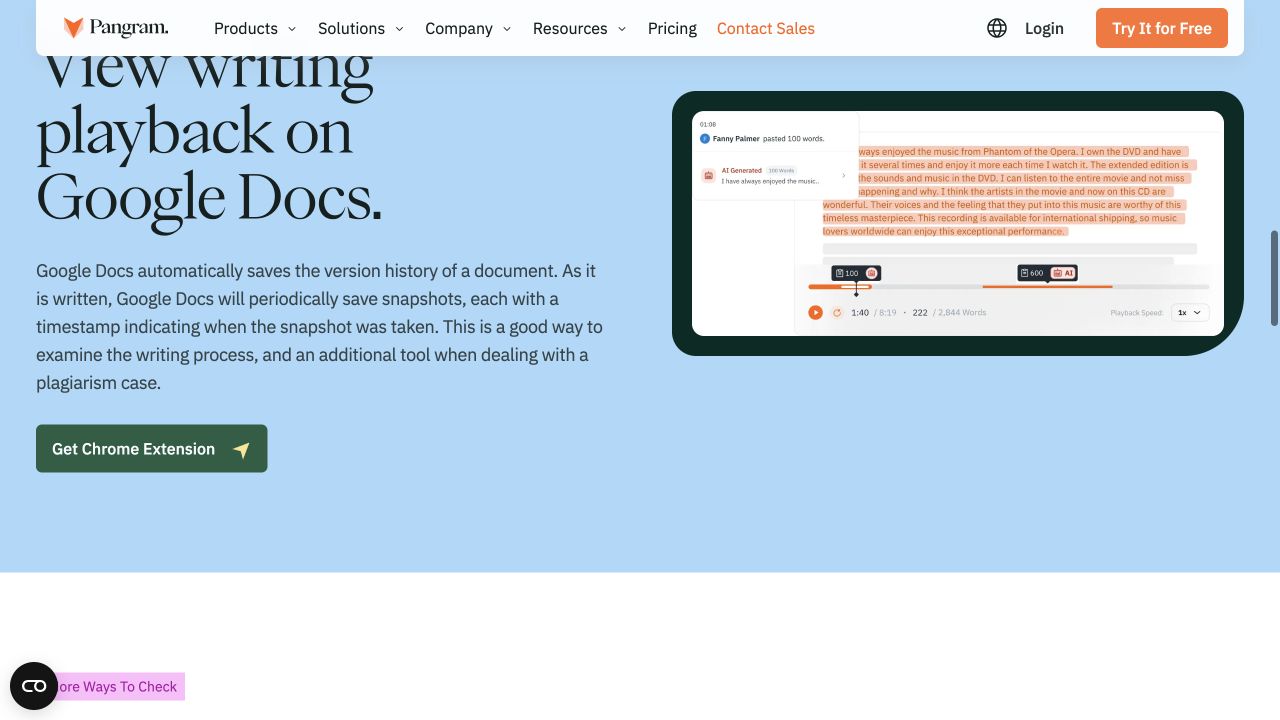 Pangram.
Products
Solutions
Company
Resources
Pricing
Contact Sales
Login
Try It for Free
View writing
playback on
Google Docs.
Google Docs automatically saves the version history of a document. As it
is written, Google Docs will periodically save snapshots, each with a
timestamp indicating when the snapshot was taken. This is a good way to
examine the writing process, and an additional tool when dealing with a
plagiarism case.
Get Chrome Extension
01:08
F Fanny Palmer pasted 100 words.
AI Generated 100 Words
I have always enjoyed the music..
ways enjoyed the music from Phantom of the Opera. I own the DVD and have
it several times and enjoy it more each time I watch it. The extended edition is
the sounds and music in the DVD. I can listen to the entire movie and not miss
appening and why. I think the artists in the movie and now on this CD are
wonderful. Their voices and the feeling that they put into this music are worthy of this
timeless masterpiece. This recording is available for international shipping, so music
lovers worldwide can enjoy this exceptional performance.
100
600 AI
1:40 / 8:19 · 222 / 2,844 Words
Playback Speed: 1x
ore Ways To Check